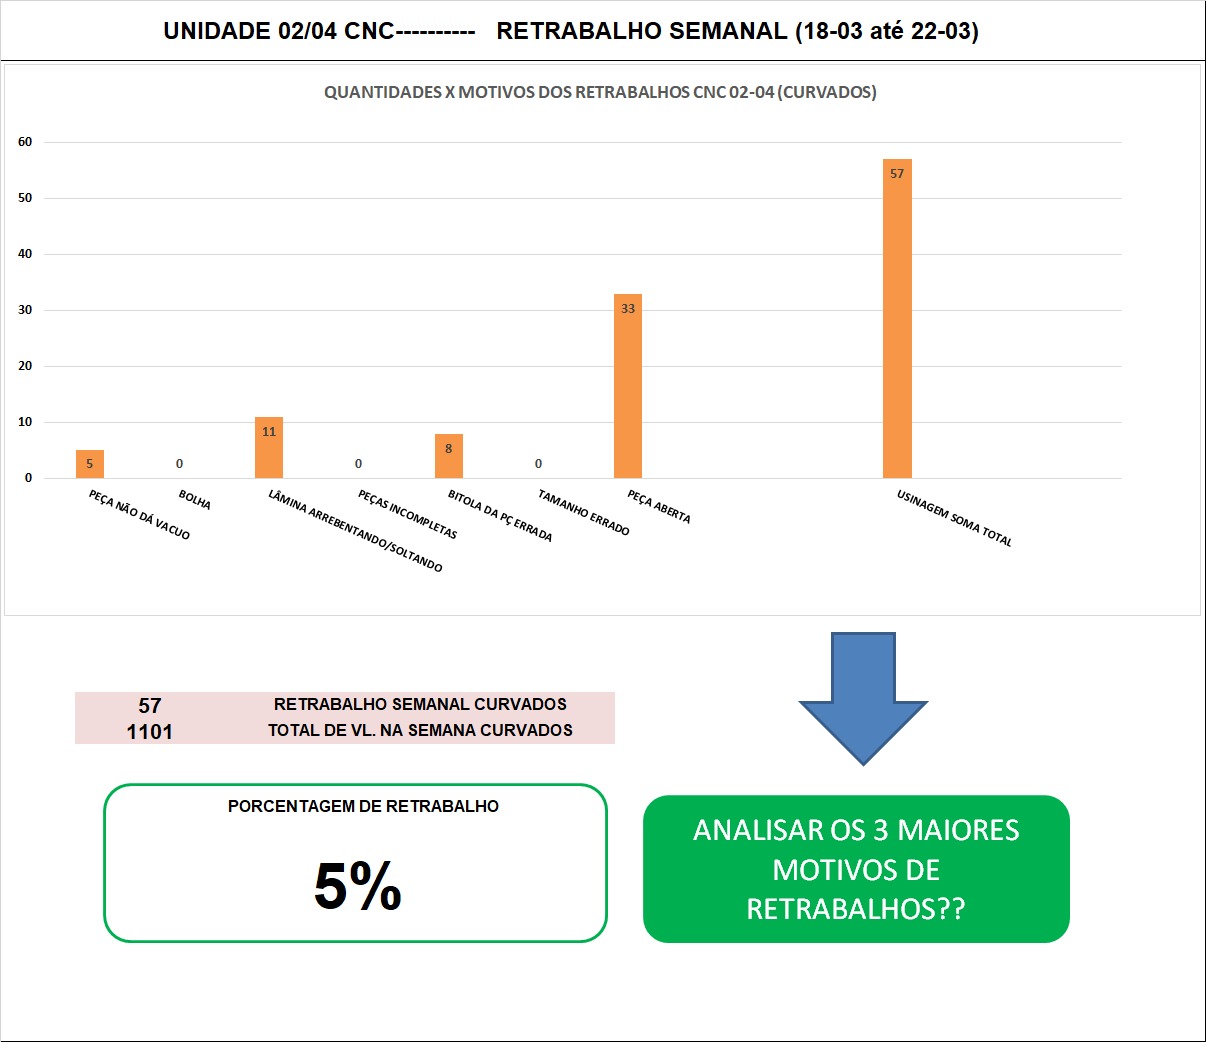 UNIDADE 02/04 CNC---------- RETRABALHO SEMANAL (18-03 até 22-03)
QUANTIDADES X MOTIVOS DOS RETRABALHOS CNC 02-04 (CURVADOS)
60
50
40
30
20
10
0
5
0
11
0
8
0
33
57
PEÇA NÃO DÁ VACUO
BOLHA
LÂMINA ARREBENTANDO/SOLTANDO
PEÇAS INCOMPLETAS
BITOLA DA PÇ ERRADA
TAMANHO ERRADO
PEÇA ABERTA
USINAGEM SOMA TOTAL
57 RETRABALHO SEMANAL CURVADOS
1101 TOTAL DE VL. NA SEMANA CURVADOS
PORCENTAGEM DE RETRABALHO
5%
ANALISAR OS 3 MAIORES
MOTIVOS DE
RETRABALHOS??